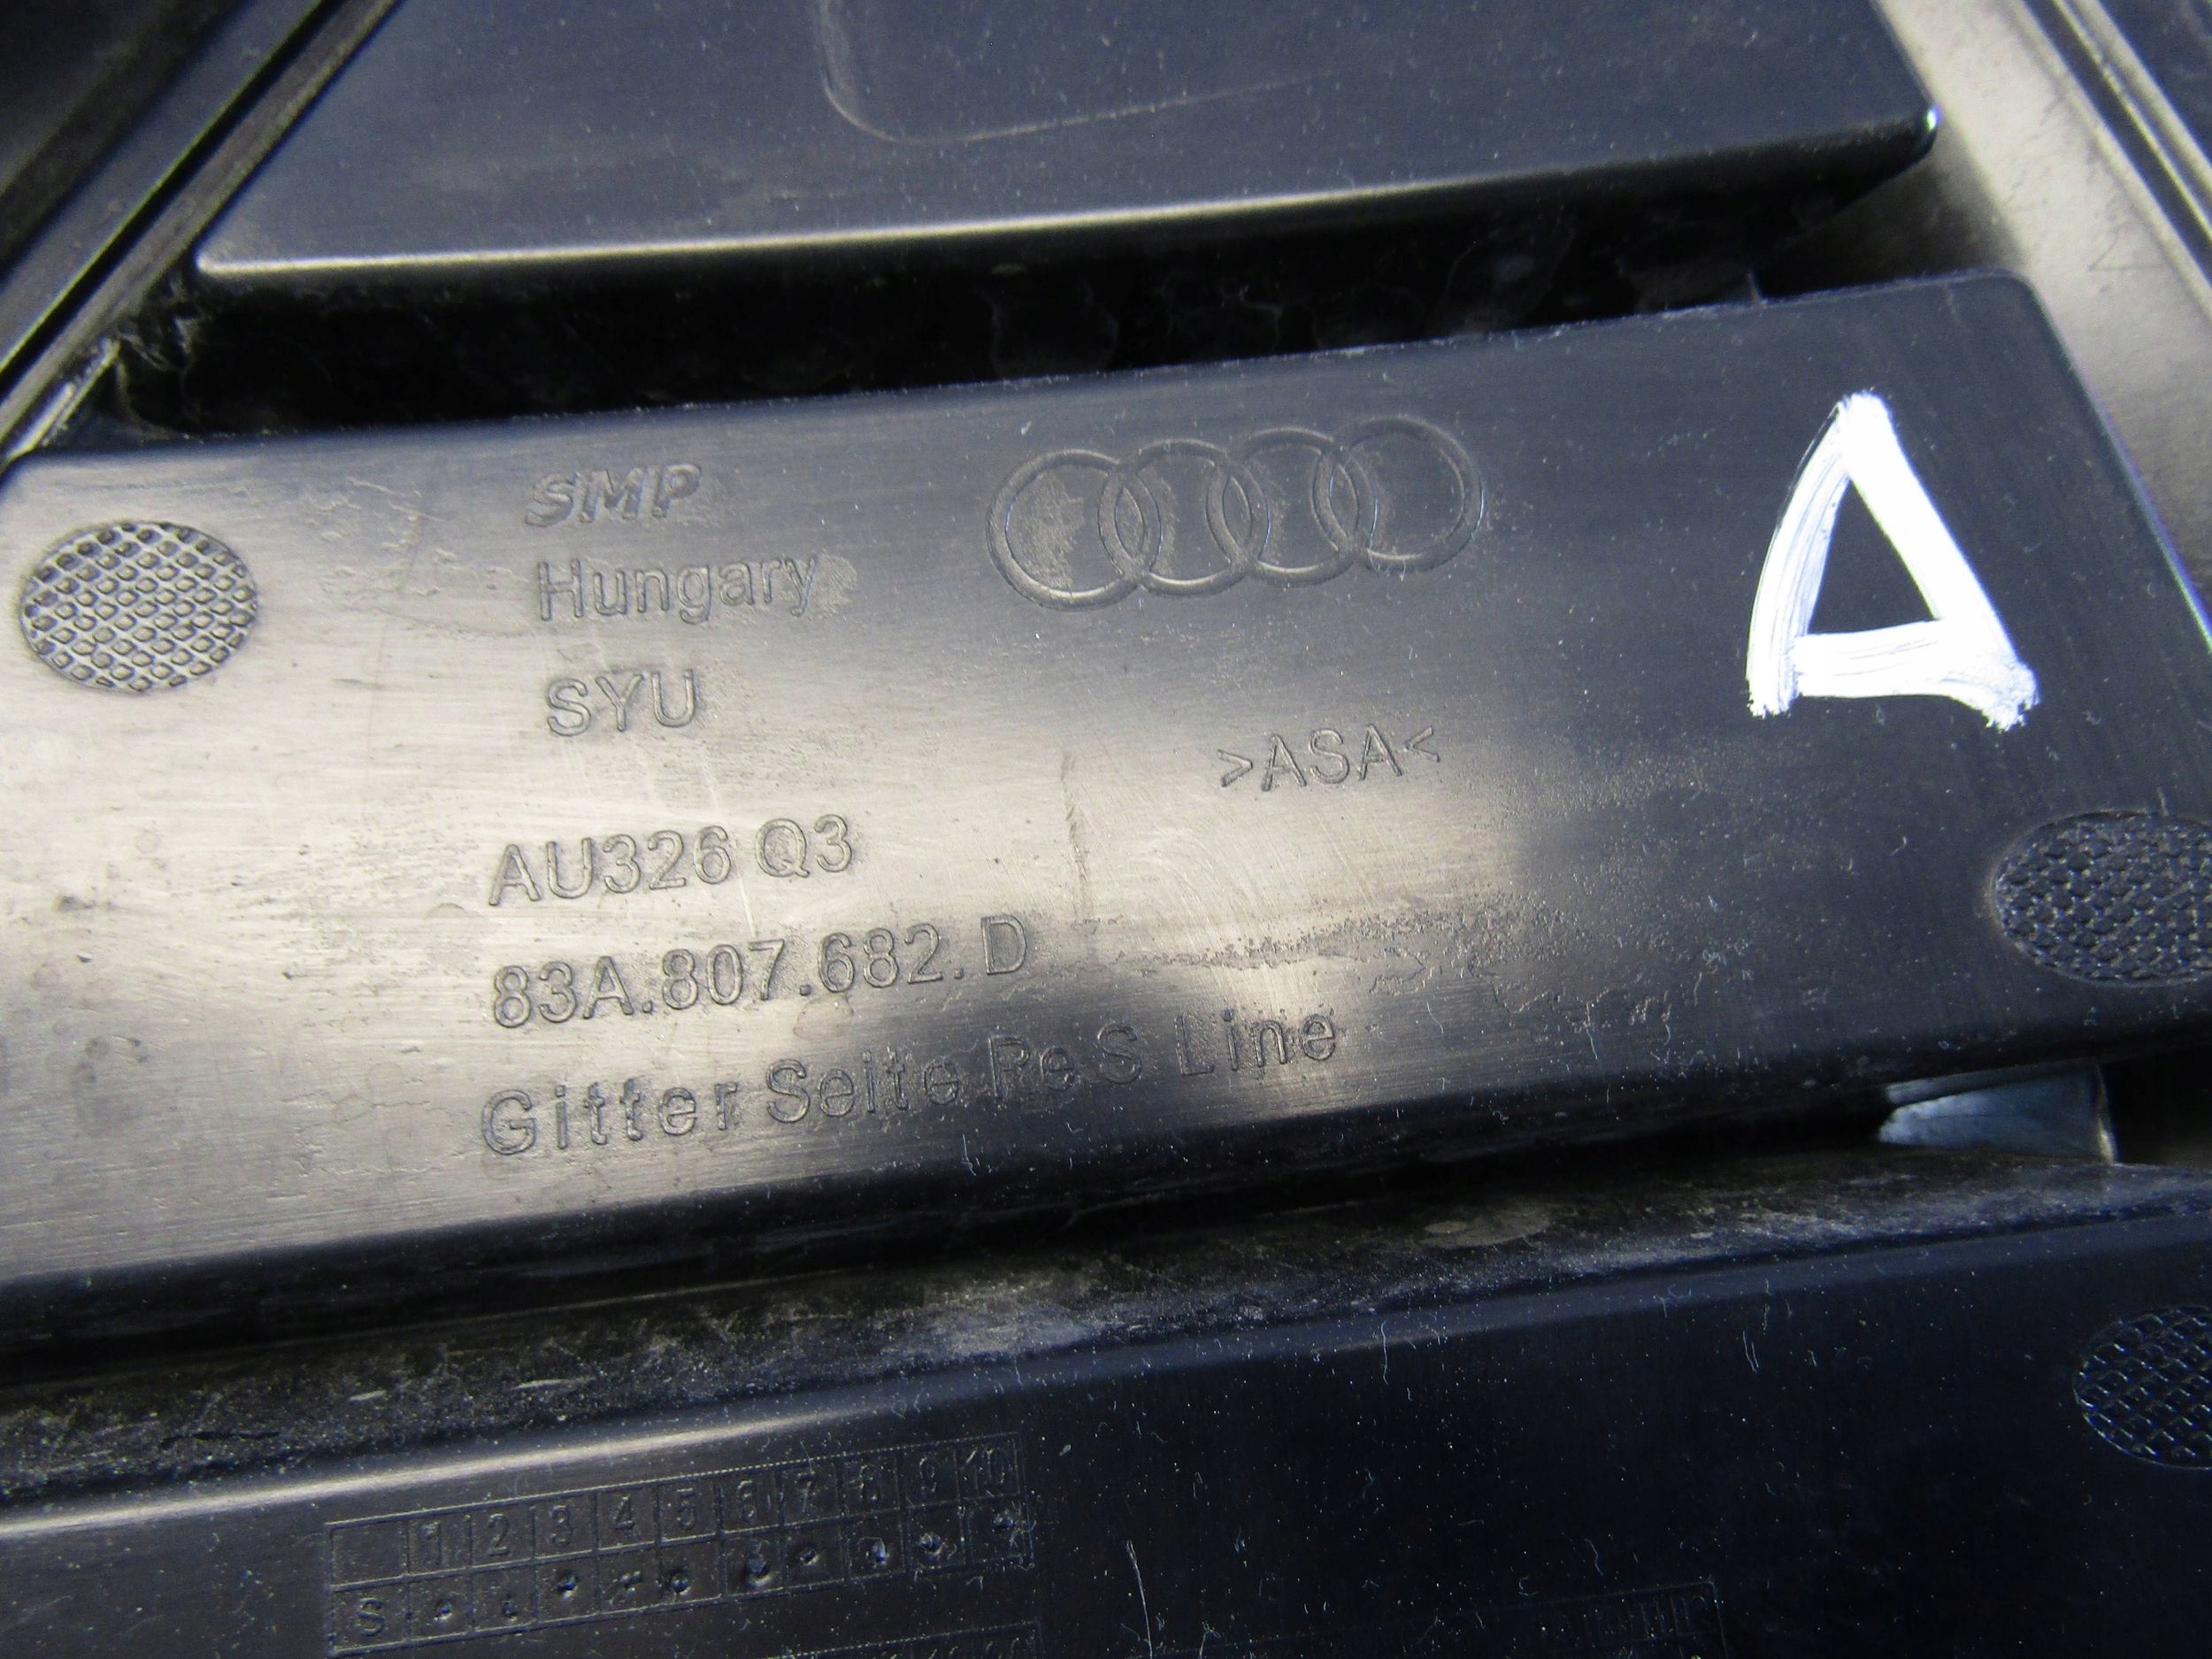 SMP
Hungary
SYU
>ASA<
A
AU326 Q3
83A.807.682.D
Gitter Seite Re S Line
1 2 3 4 5 6 7 8 9 10
S